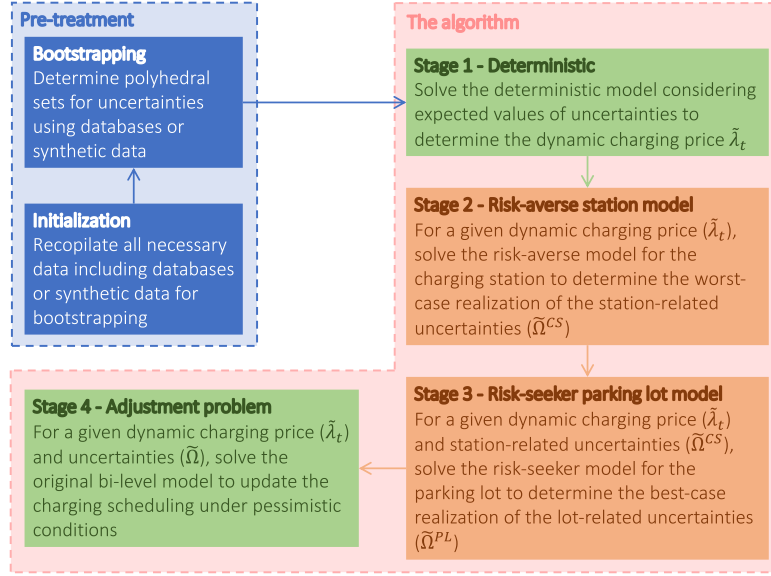 Pre-treatment
Bootstrapping
Determine polyhedral
sets for uncertainties
using databases or
synthetic data
Initialization
Recopilate all necessary
data including databases
or synthetic data for
bootstrapping
The algorithm
Stage 1 - Deterministic
Solve the deterministic model considering
expected values of uncertainties to
determine the dynamic charging price λ̃ₜ
Stage 2 - Risk-averse station model
For a given dynamic charging price (λ̃ₜ),
solve the risk-averse model for the
charging station to determine the worst-
case realization of the station-related
uncertainties (Ω̃^CS)
Stage 3 - Risk-seeker parking lot model
For a given dynamic charging price (λ̃ₜ)
and station-related uncertainties (Ω̃^CS),
solve the risk-seeker model for the
parking lot to determine the best-case
realization of the lot-related uncertainties
(Ω̃^PL)
Stage 4 - Adjustment problem
For a given dynamic charging price (λ̃ₜ)
and uncertainties (Ω̃), solve the
original bi-level model to update the
charging scheduling under pessimistic
conditions